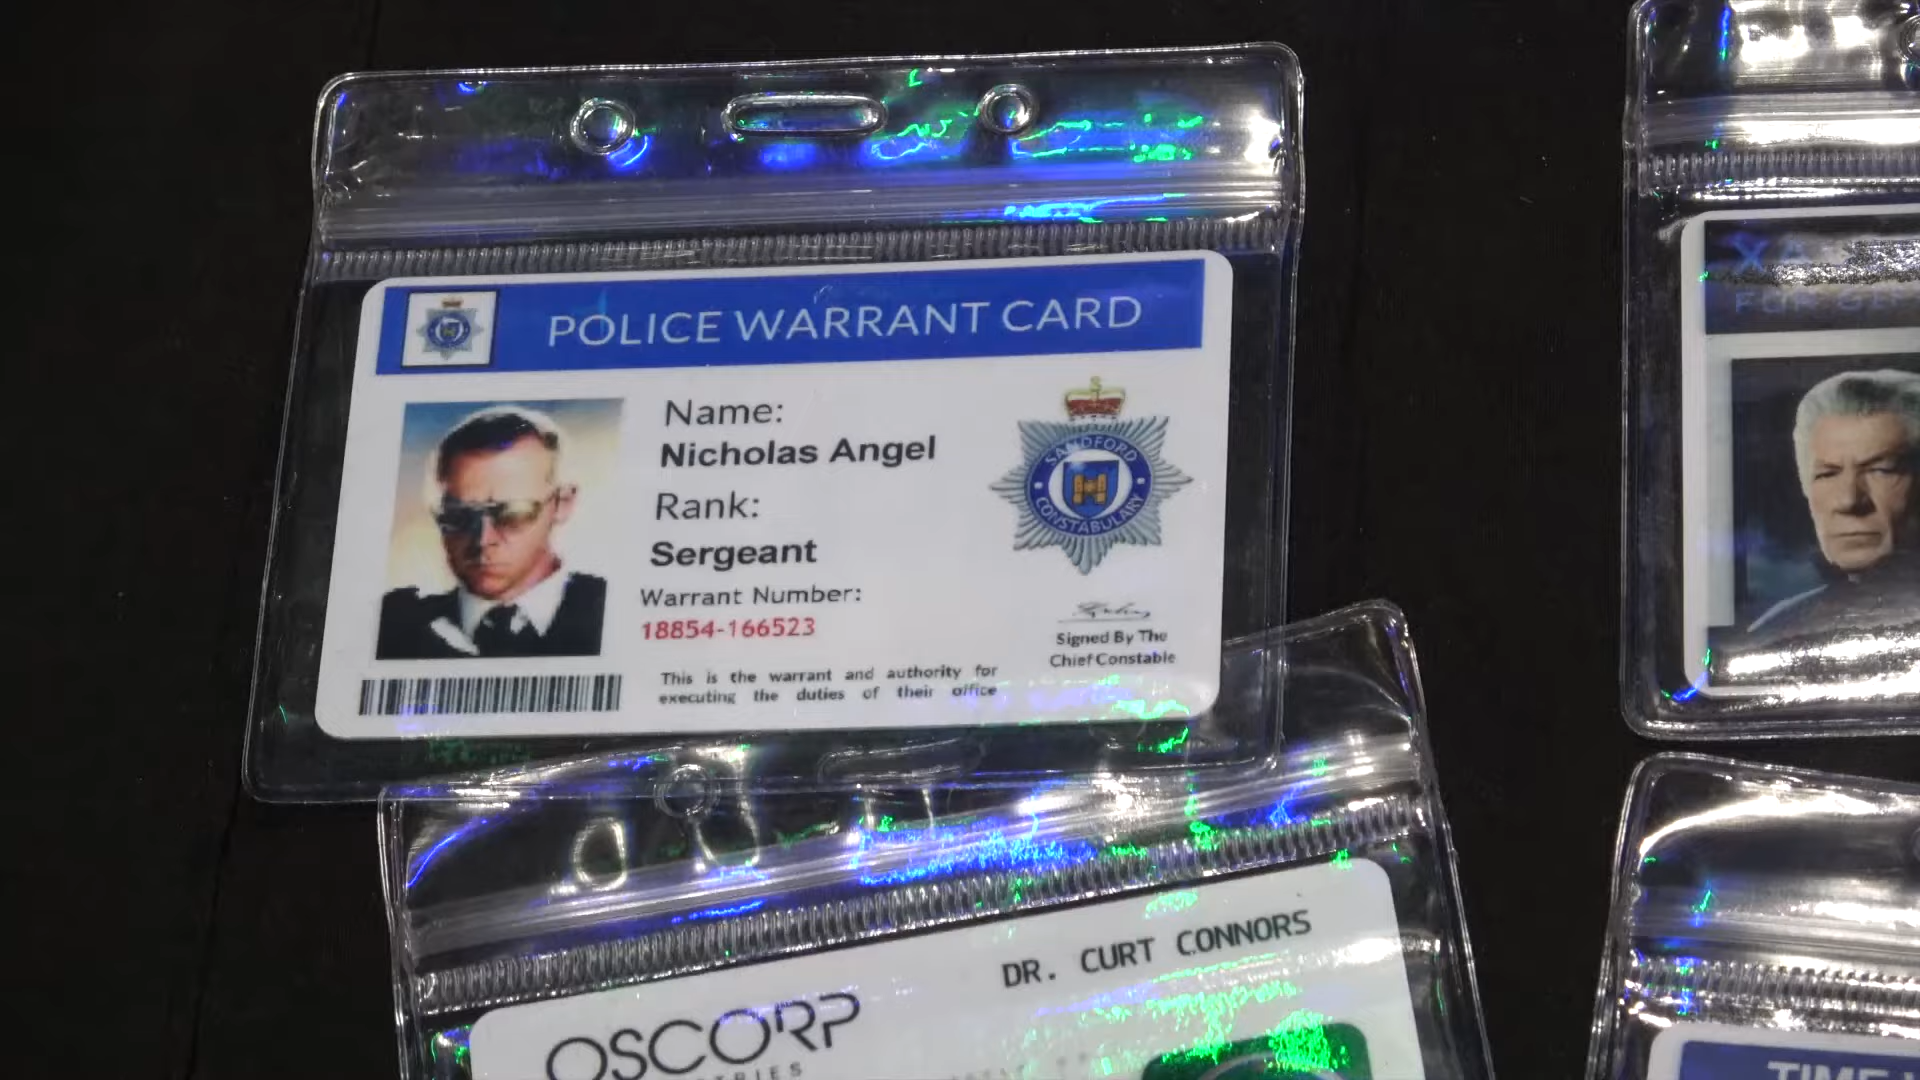 POLICE WARRANT CARD
Name:
Nicholas Angel
Rank:
Sergeant
Warrant Number:
18854-166523
This is the warrant and authority for
executing the duties of their office
SANDFORD
CONSTABULARY
Signed By The
Chief Constable
DR. CURT CONNORS
OSCORP
TIME